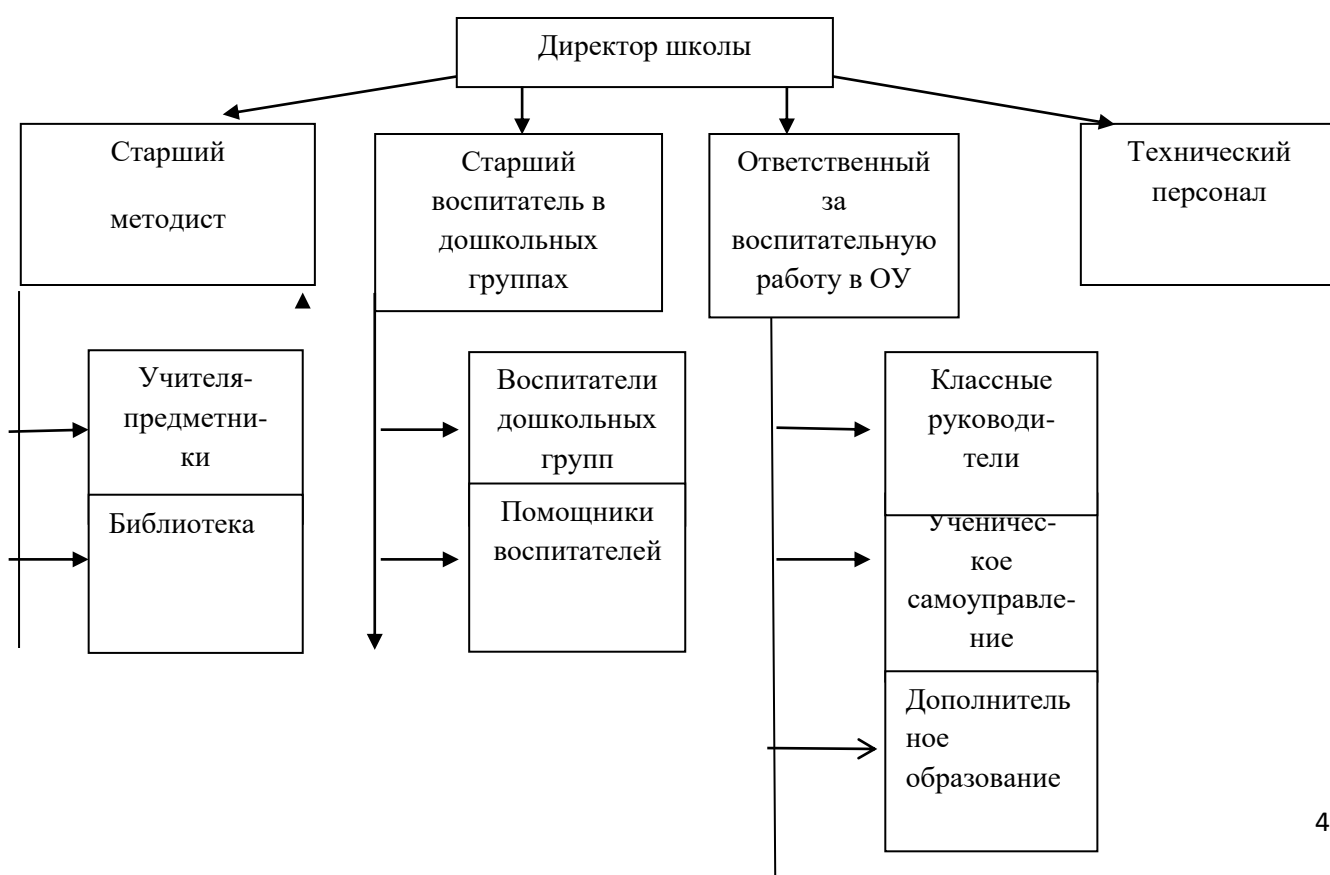 Директор школы
Старший
методист
Старший
воспитатель в
дошкольных
группах
Ответственный
за
воспитательную
работу в ОУ
Технический
персонал
Учителя-
предметни-
ки
Библиотека
Воспитатели
дошкольных
групп
Помощники
воспитателей
Классные
руководи-
тели
Ученичес-
кое
самоуправле-
ние
Дополнитель
ное
образование
4